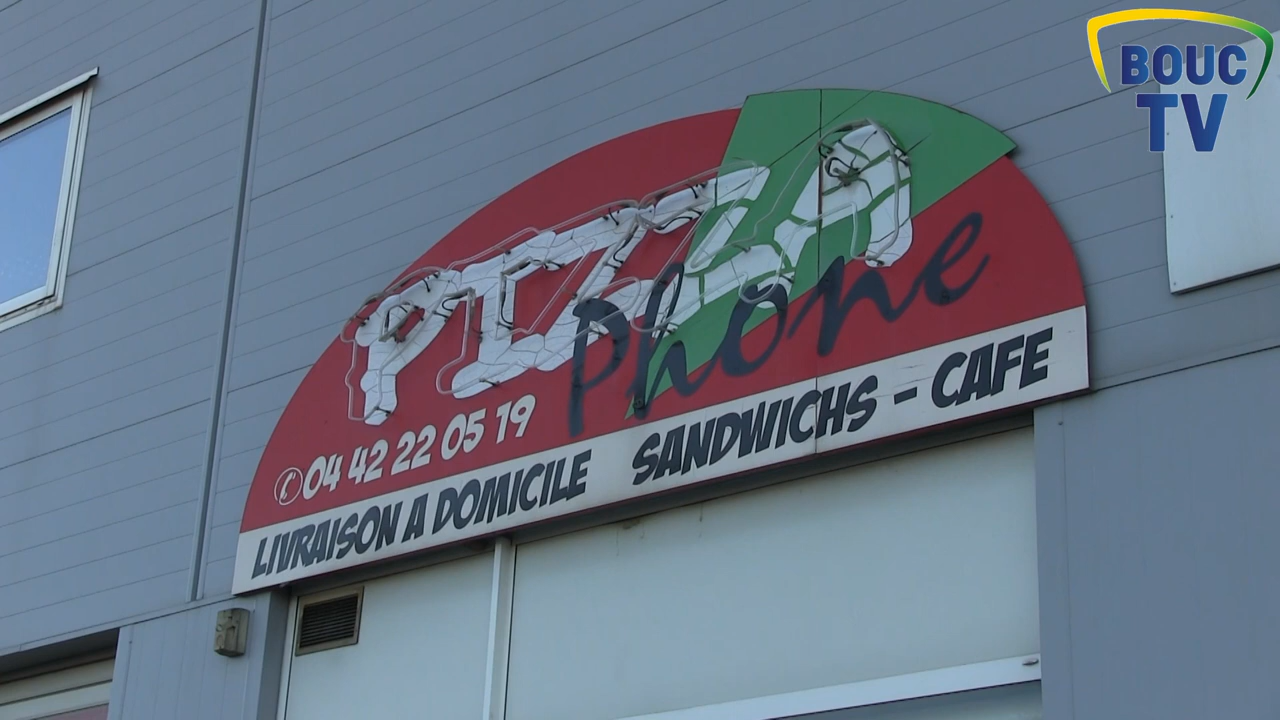 BOUC
TV
PIZZA
phone
✆04 42 22 05 19
LIVRAISON A DOMICILE SANDWICHS - CAFE